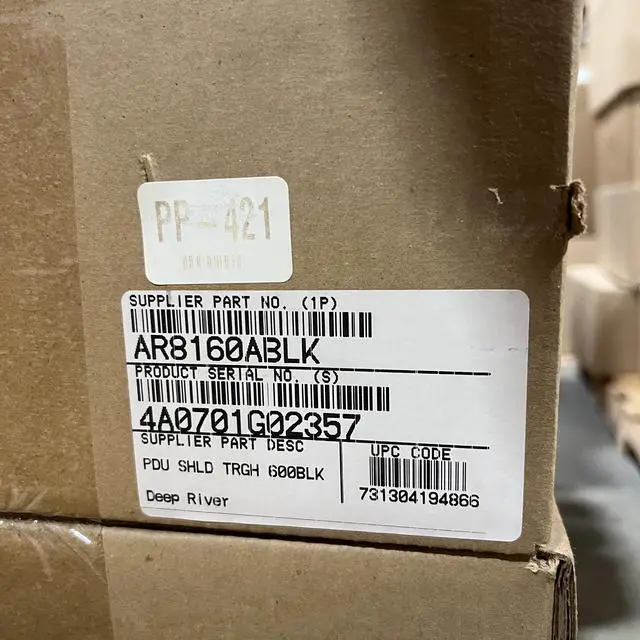 PP-421
SUPPLIER PART NO. (1P)
AR8160ABLK
PRODUCT SERIAL NO. (S)
4A0701G02357
SUPPLIER PART DESC
PDU SHLD TRGH 600BLK
Deep River
UPC CODE
731304194866